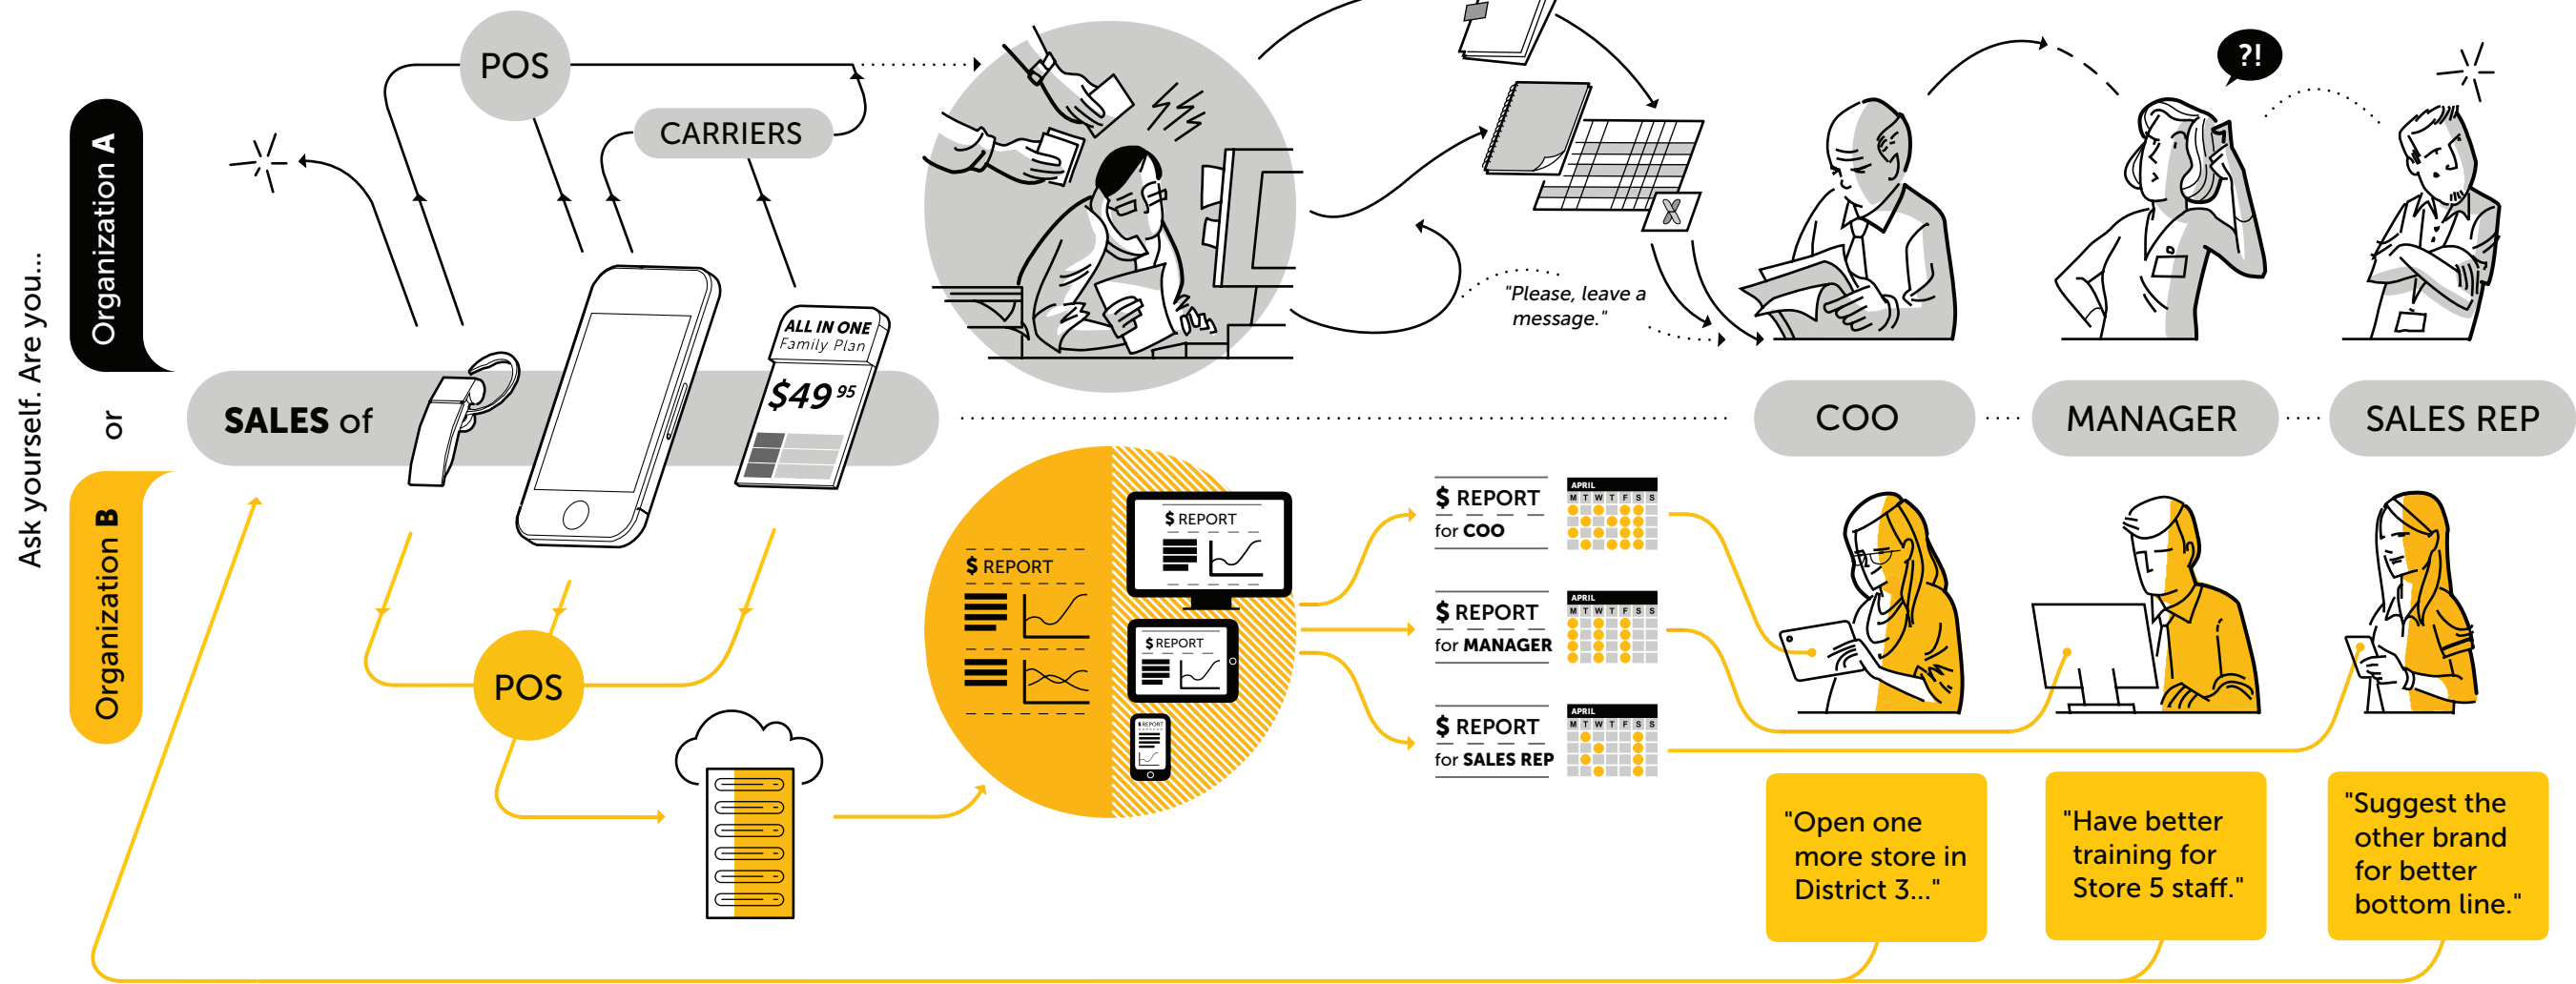 Ask yourself. Are you...
Organization A
or
Organization B
POS
CARRIERS
?!
"Please, leave a
message."
ALL IN ONE
Family Plan
$49 95
SALES of
COO
MANAGER
SALES REP
POS
$ REPORT
$ REPORT
$ REPORT
$ REPORT
$ REPORT
for COO
APRIL
M T W T F S S
$ REPORT
for MANAGER
APRIL
M T W T F S S
$ REPORT
for SALES REP
APRIL
M T W T F S S
"Open one
more store in
District 3..."
"Have better
training for
Store 5 staff."
"Suggest the
other brand
for better
bottom line."